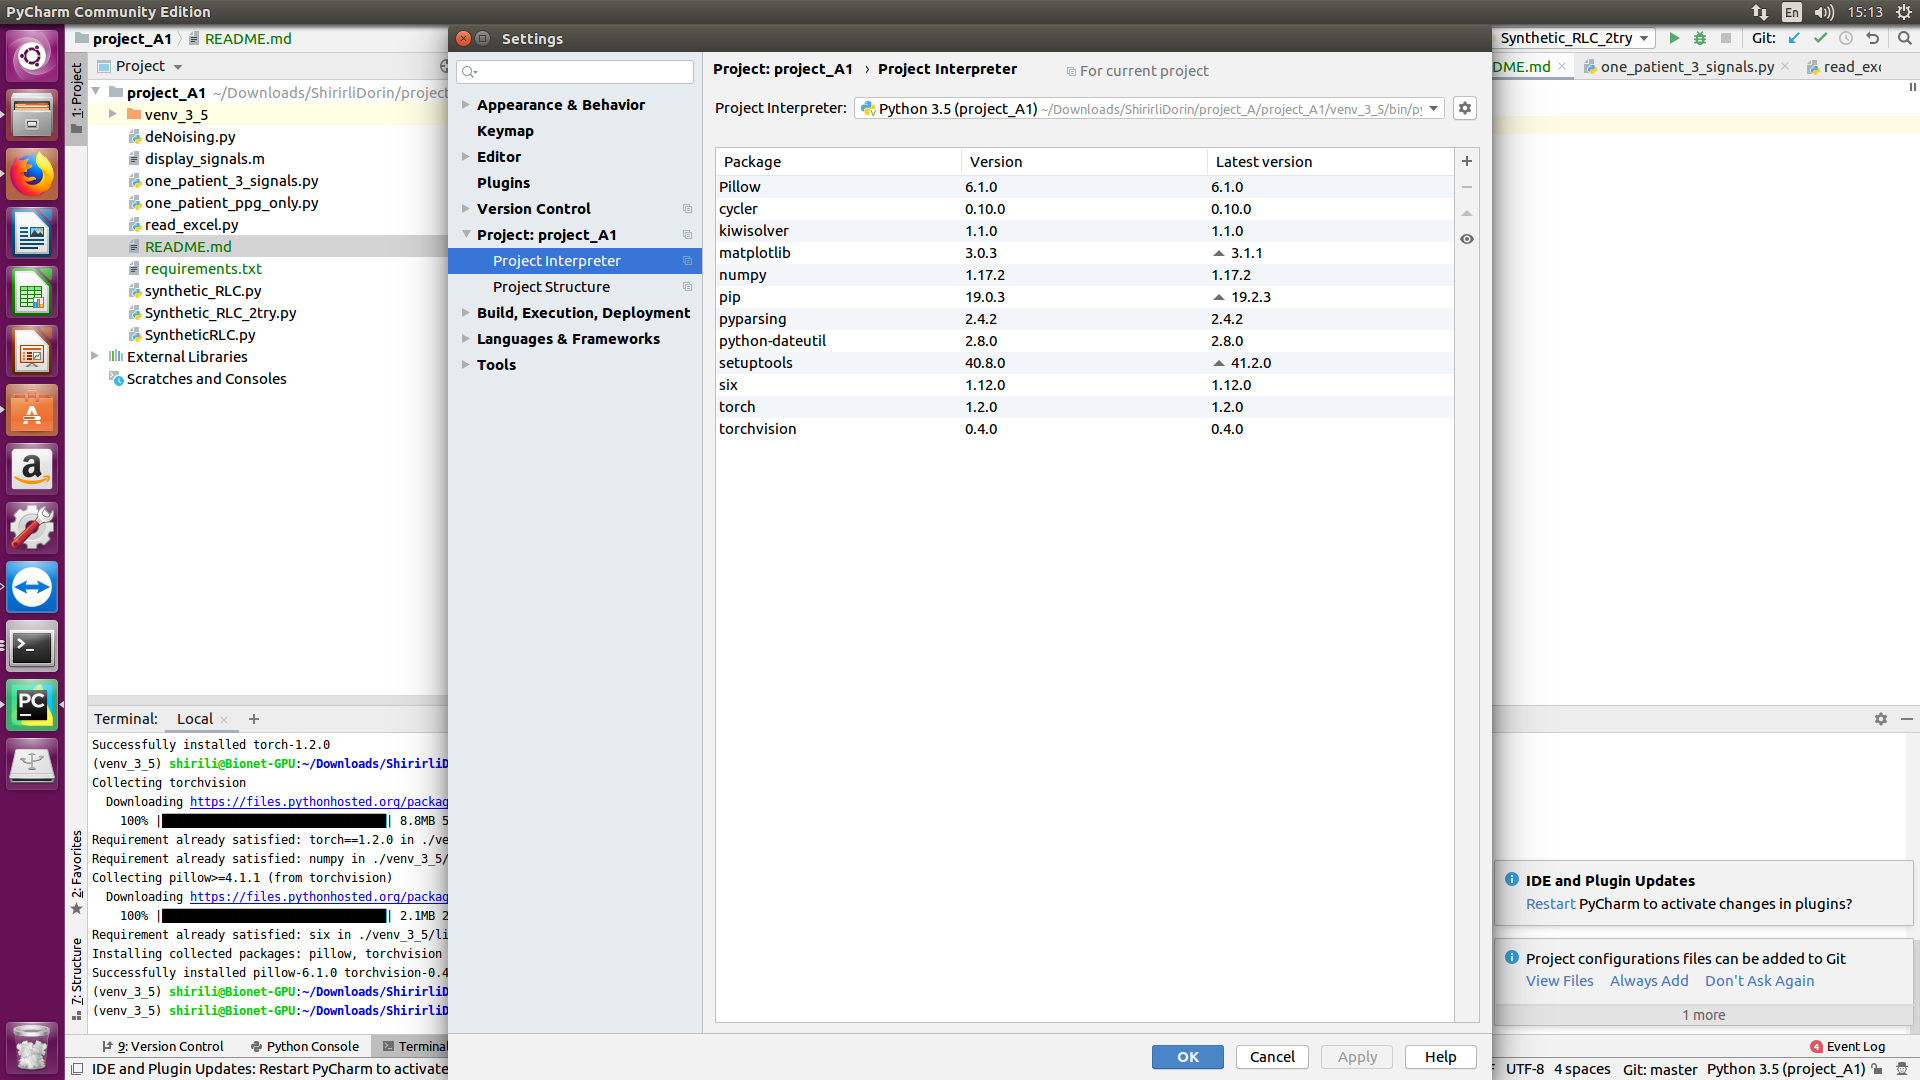 PyCharm Community Edition
En
15:13
project_A1
README.md
Settings
Synthetic_RLC_2try
Git:
1: Project
Project
project_A1 ~/Downloads/ShirirliDorin/project
venv_3_5
deNoising.py
display_signals.m
one_patient_3_signals.py
one_patient_ppg_only.py
read_excel.py
README.md
requirements.txt
synthetic_RLC.py
Synthetic_RLC_2try.py
SyntheticRLC.py
External Libraries
Scratches and Consoles
Appearance & Behavior
Keymap
Editor
Plugins
Version Control
Project: project_A1
Project Interpreter
Project Structure
Build, Execution, Deployment
Languages & Frameworks
Tools
Project: project_A1 › Project Interpreter
For current project
Project Interpreter: Python 3.5 (project_A1) ~/Downloads/ShirirliDorin/project_A/project_A1/venv_3_5/bin/py
Package Version Latest version
Pillow 6.1.0 6.1.0
cycler 0.10.0 0.10.0
kiwisolver 1.1.0 1.1.0
matplotlib 3.0.3 3.1.1
numpy 1.17.2 1.17.2
pip 19.0.3 19.2.3
pyparsing 2.4.2 2.4.2
python-dateutil 2.8.0 2.8.0
setuptools 40.8.0 41.2.0
six 1.12.0 1.12.0
torch 1.2.0 1.2.0
torchvision 0.4.0 0.4.0
DME.md
one_patient_3_signals.py
read_exc
Terminal: Local
Successfully installed torch-1.2.0
(venv_3_5) shirili@Bionet-GPU:~/Downloads/ShirirliD
Collecting torchvision
Downloading https://files.pythonhosted.org/packag
100% | | 8.8MB 5
Requirement already satisfied: torch==1.2.0 in ./ve
Requirement already satisfied: numpy in ./venv_3_5/
Collecting pillow>=4.1.1 (from torchvision)
Downloading https://files.pythonhosted.org/packag
100% | | 2.1MB 2
Requirement already satisfied: six in ./venv_3_5/li
Installing collected packages: pillow, torchvision
Successfully installed pillow-6.1.0 torchvision-0.4
(venv_3_5) shirili@Bionet-GPU:~/Downloads/ShirirliD
(venv_3_5) shirili@Bionet-GPU:~/Downloads/ShirirliD
2: Favorites
7: Structure
IDE and Plugin Updates
Restart PyCharm to activate changes in plugins?
Project configurations files can be added to Git
View Files Always Add Don't Ask Again
1 more
OK Cancel Apply Help
9: Version Control Python Console Terminal
4 Event Log
IDE and Plugin Updates: Restart PyCharm to activate
UTF-8 4 spaces Git: master Python 3.5 (project_A1)
PC
a